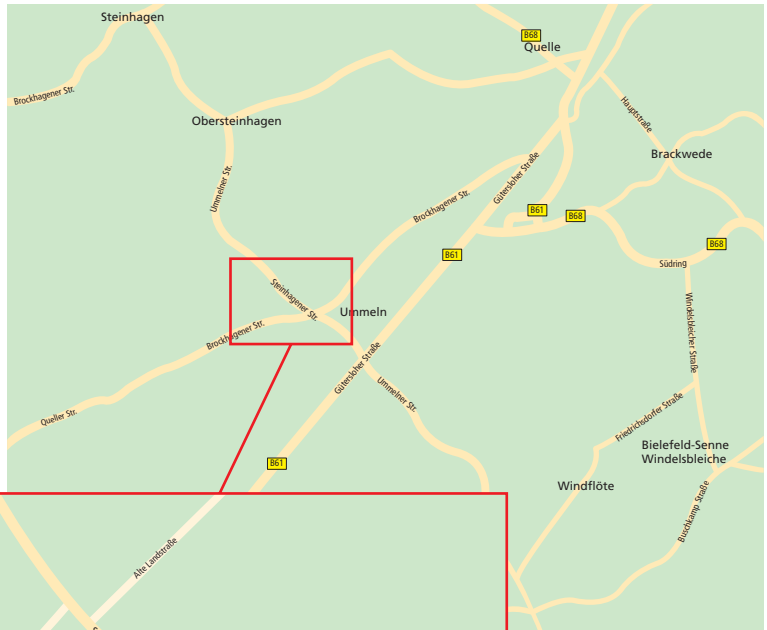 Steinhagen
B68
Quelle
Brockhagener Str.
Hauptstraße
Obersteinhagen
Brackwede
Gütersloher Straße
Ummelner Str.
Brockhagener Str.
B61
B68
B68
B61
Südring
Steinhagener Str.
Ummeln
Windelsbleicher Straße
Brockhagener Str.
Gütersloher Straße
Ummelner Str.
Queller Str.
Friedrichsdorfer Straße
Bielefeld-Senne
Windelsbleiche
B61
Windflöte
Buschkamp Straße
Alte Landstraße